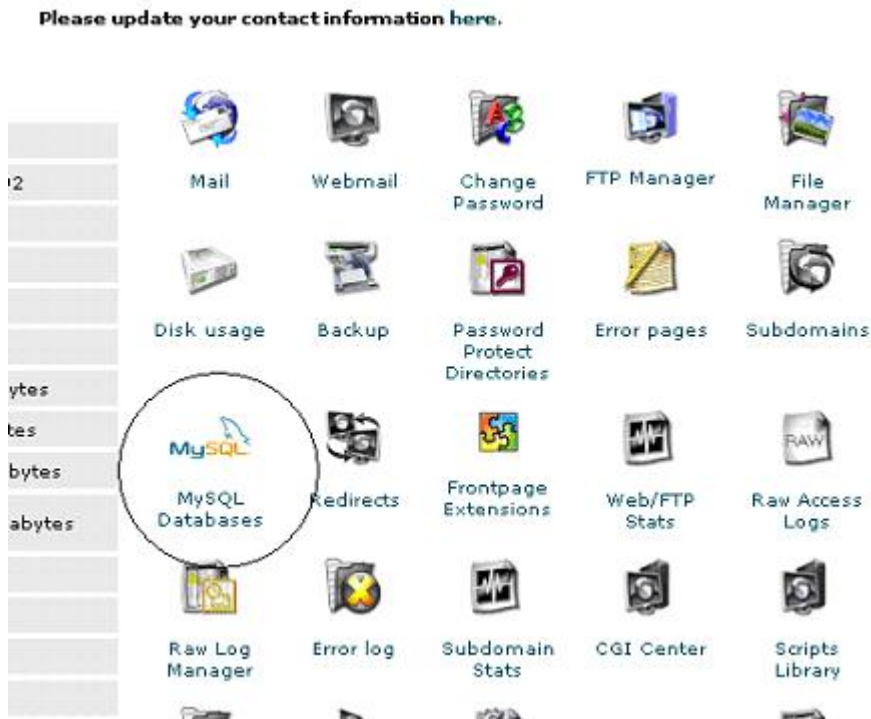 Please update your contact information here.
92
Mail Webmail Change FTP Manager File
Password Manager
Disk usage Backup Password Error pages Subdomains
Protect
Directories
ytes
tes
bytes
abytes
MySQL RAW
MySQL Redirects Frontpage Web/FTP Raw Access
Databases Extensions Stats Logs
Raw Log Error log Subdomain CGI Center Scripts
Manager Stats Library